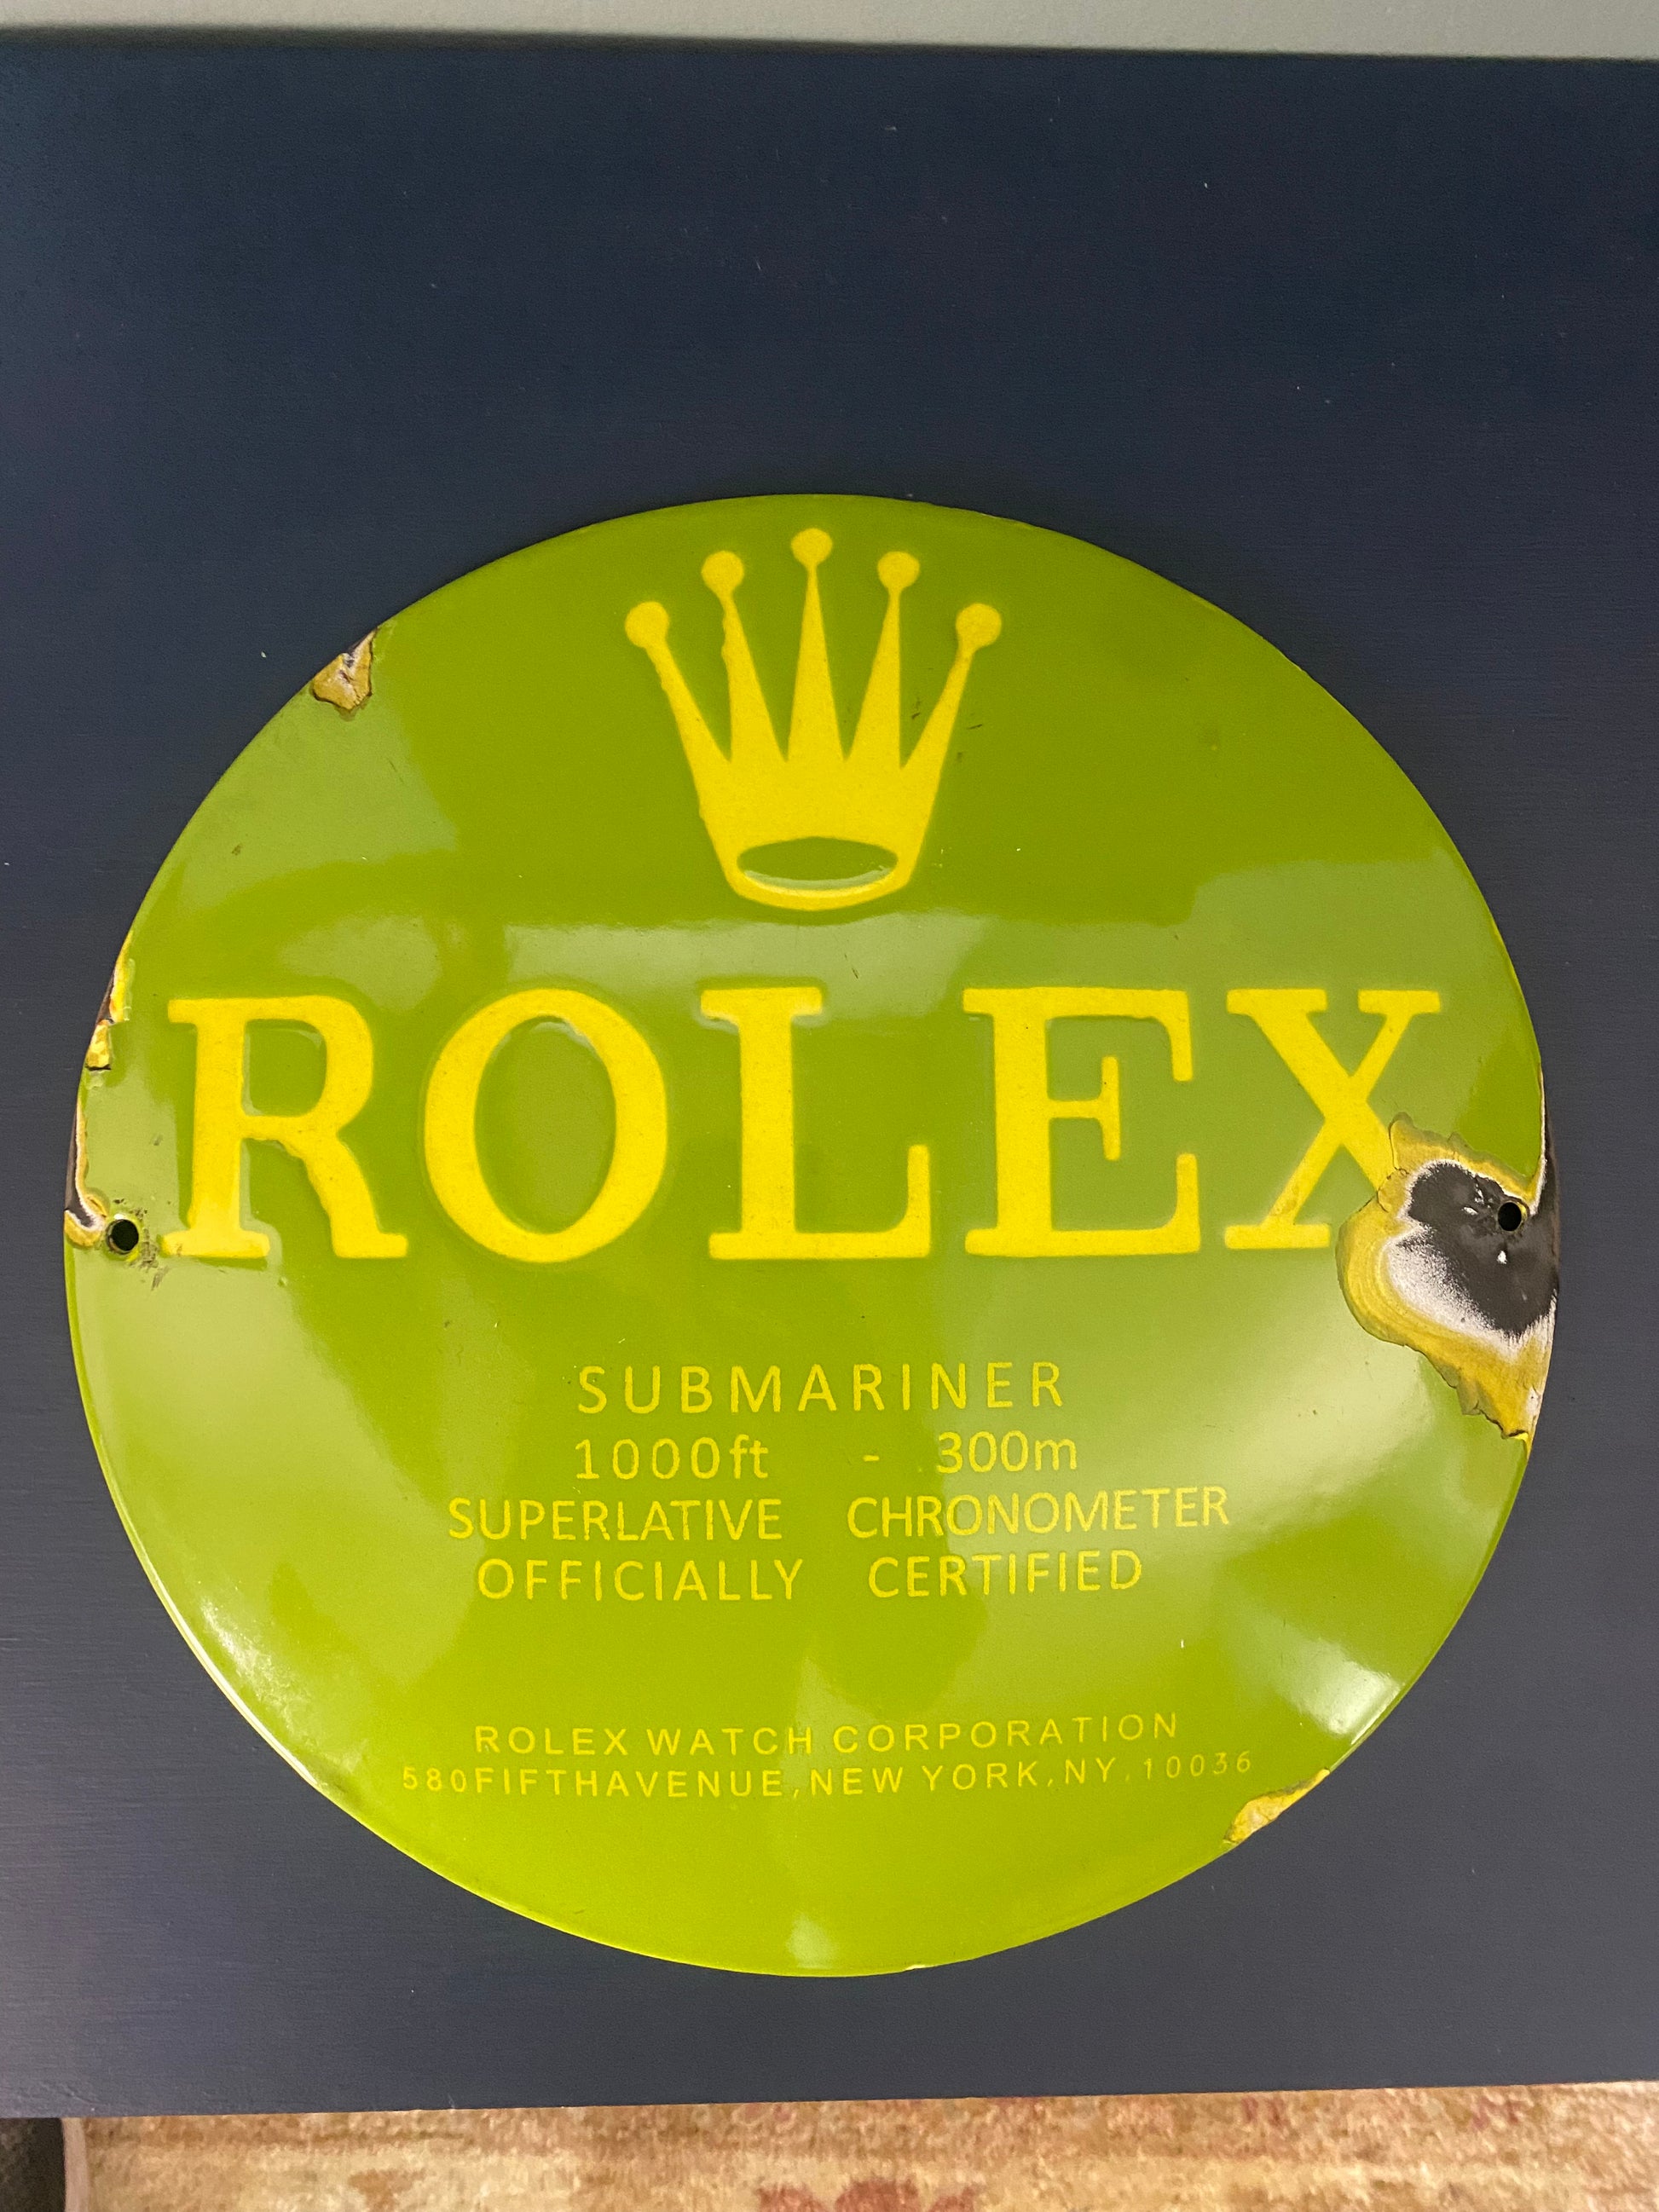 ROLEX
SUBMARINER
1000ft - 300m
SUPERLATIVE CHRONOMETER
OFFICIALLY CERTIFIED
ROLEX WATCH CORPORATION
580FIFTHAVENUE,NEW YORK,NY,10036